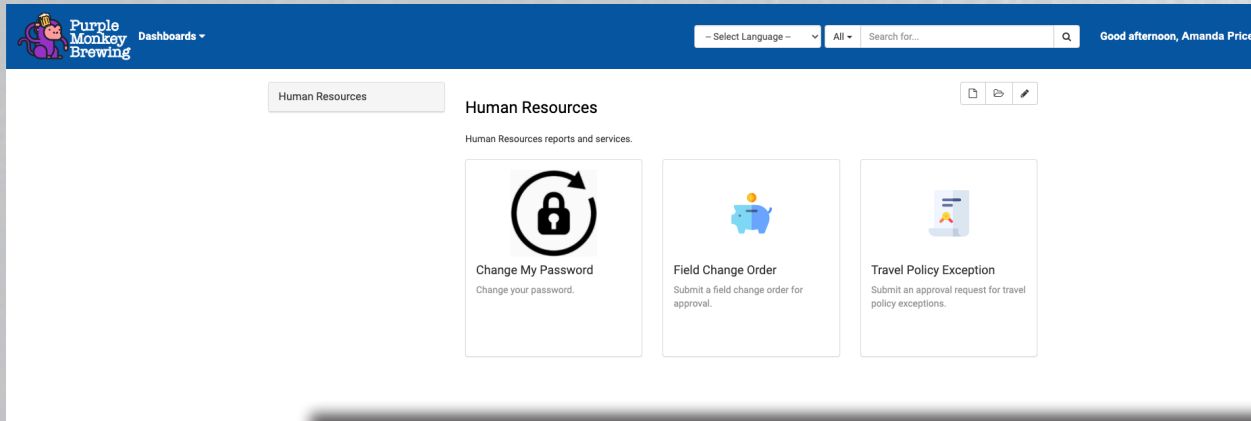 Purple
Monkey
Brewing
Dashboards
-- Select Language --
All
Search for...
Good afternoon, Amanda Price
Human Resources
Human Resources
Human Resources reports and services.
Change My Password
Change your password.
Field Change Order
Submit a field change order for
approval.
Travel Policy Exception
Submit an approval request for travel
policy exceptions.